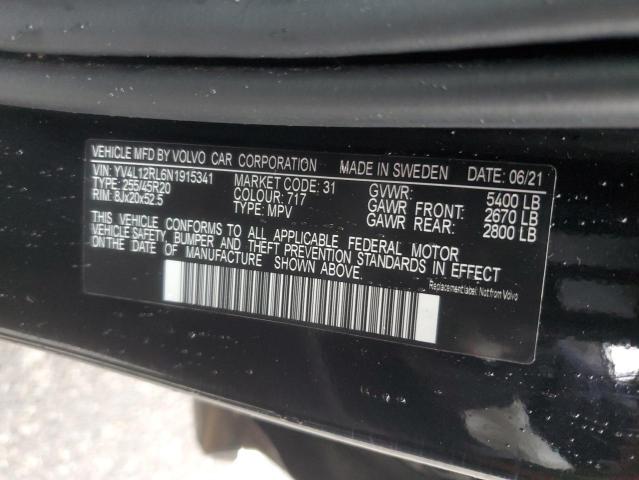 VEHICLE MFD BY VOLVO CAR CORPORATION MADE IN SWEDEN DATE: 06/21
VIN: YV4L12RL6N1915341 MARKET CODE: 31 GVWR: 5400 LB
TYPE: 255/45R20 COLOUR: 717 GAWR FRONT: 2670 LB
RIM: 8Jx20x52.5 TYPE: MPV GAWR REAR: 2800 LB
THIS VEHICLE CONFORMS TO ALL APPLICABLE FEDERAL MOTOR
VEHICLE SAFETY, BUMPER AND THEFT PREVENTION STANDARDS IN EFFECT
ON THE DATE OF MANUFACTURE SHOWN ABOVE.
Replacement label: Not from Volvo